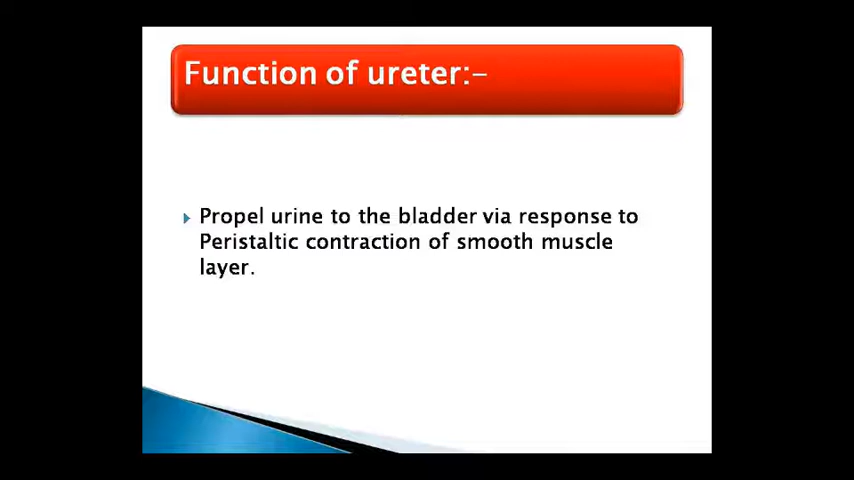 Function of ureter:-
Propel urine to the bladder via response to
Peristaltic contraction of smooth muscle
layer.